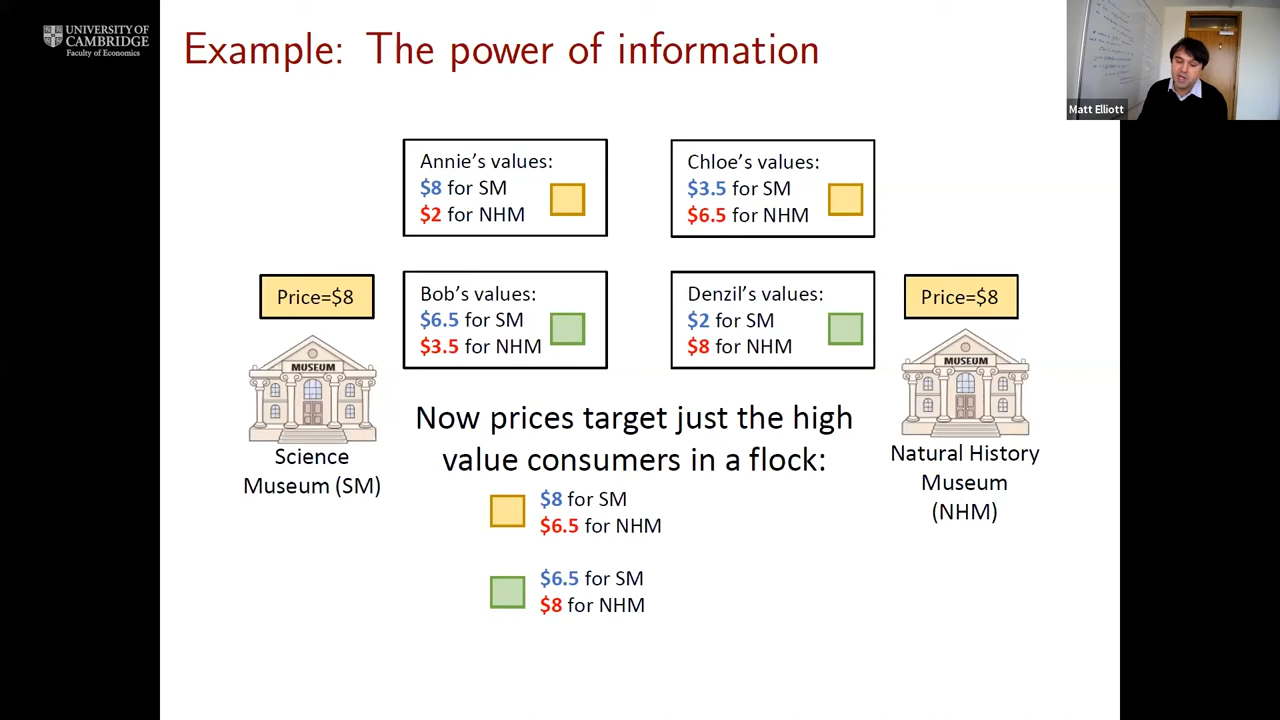 UNIVERSITY OF
CAMBRIDGE
Faculty of Economics
Example: The power of information
Matt Elliott
Annie's values:
$8 for SM
$2 for NHM
Chloe's values:
$3.5 for SM
$6.5 for NHM
Price=$8
Bob's values:
$6.5 for SM
$3.5 for NHM
Denzil's values:
$2 for SM
$8 for NHM
Price=$8
MUSEUM
MUSEUM
Now prices target just the high
value consumers in a flock:
Science
Museum (SM)
Natural History
Museum
(NHM)
$8 for SM
$6.5 for NHM
$6.5 for SM
$8 for NHM